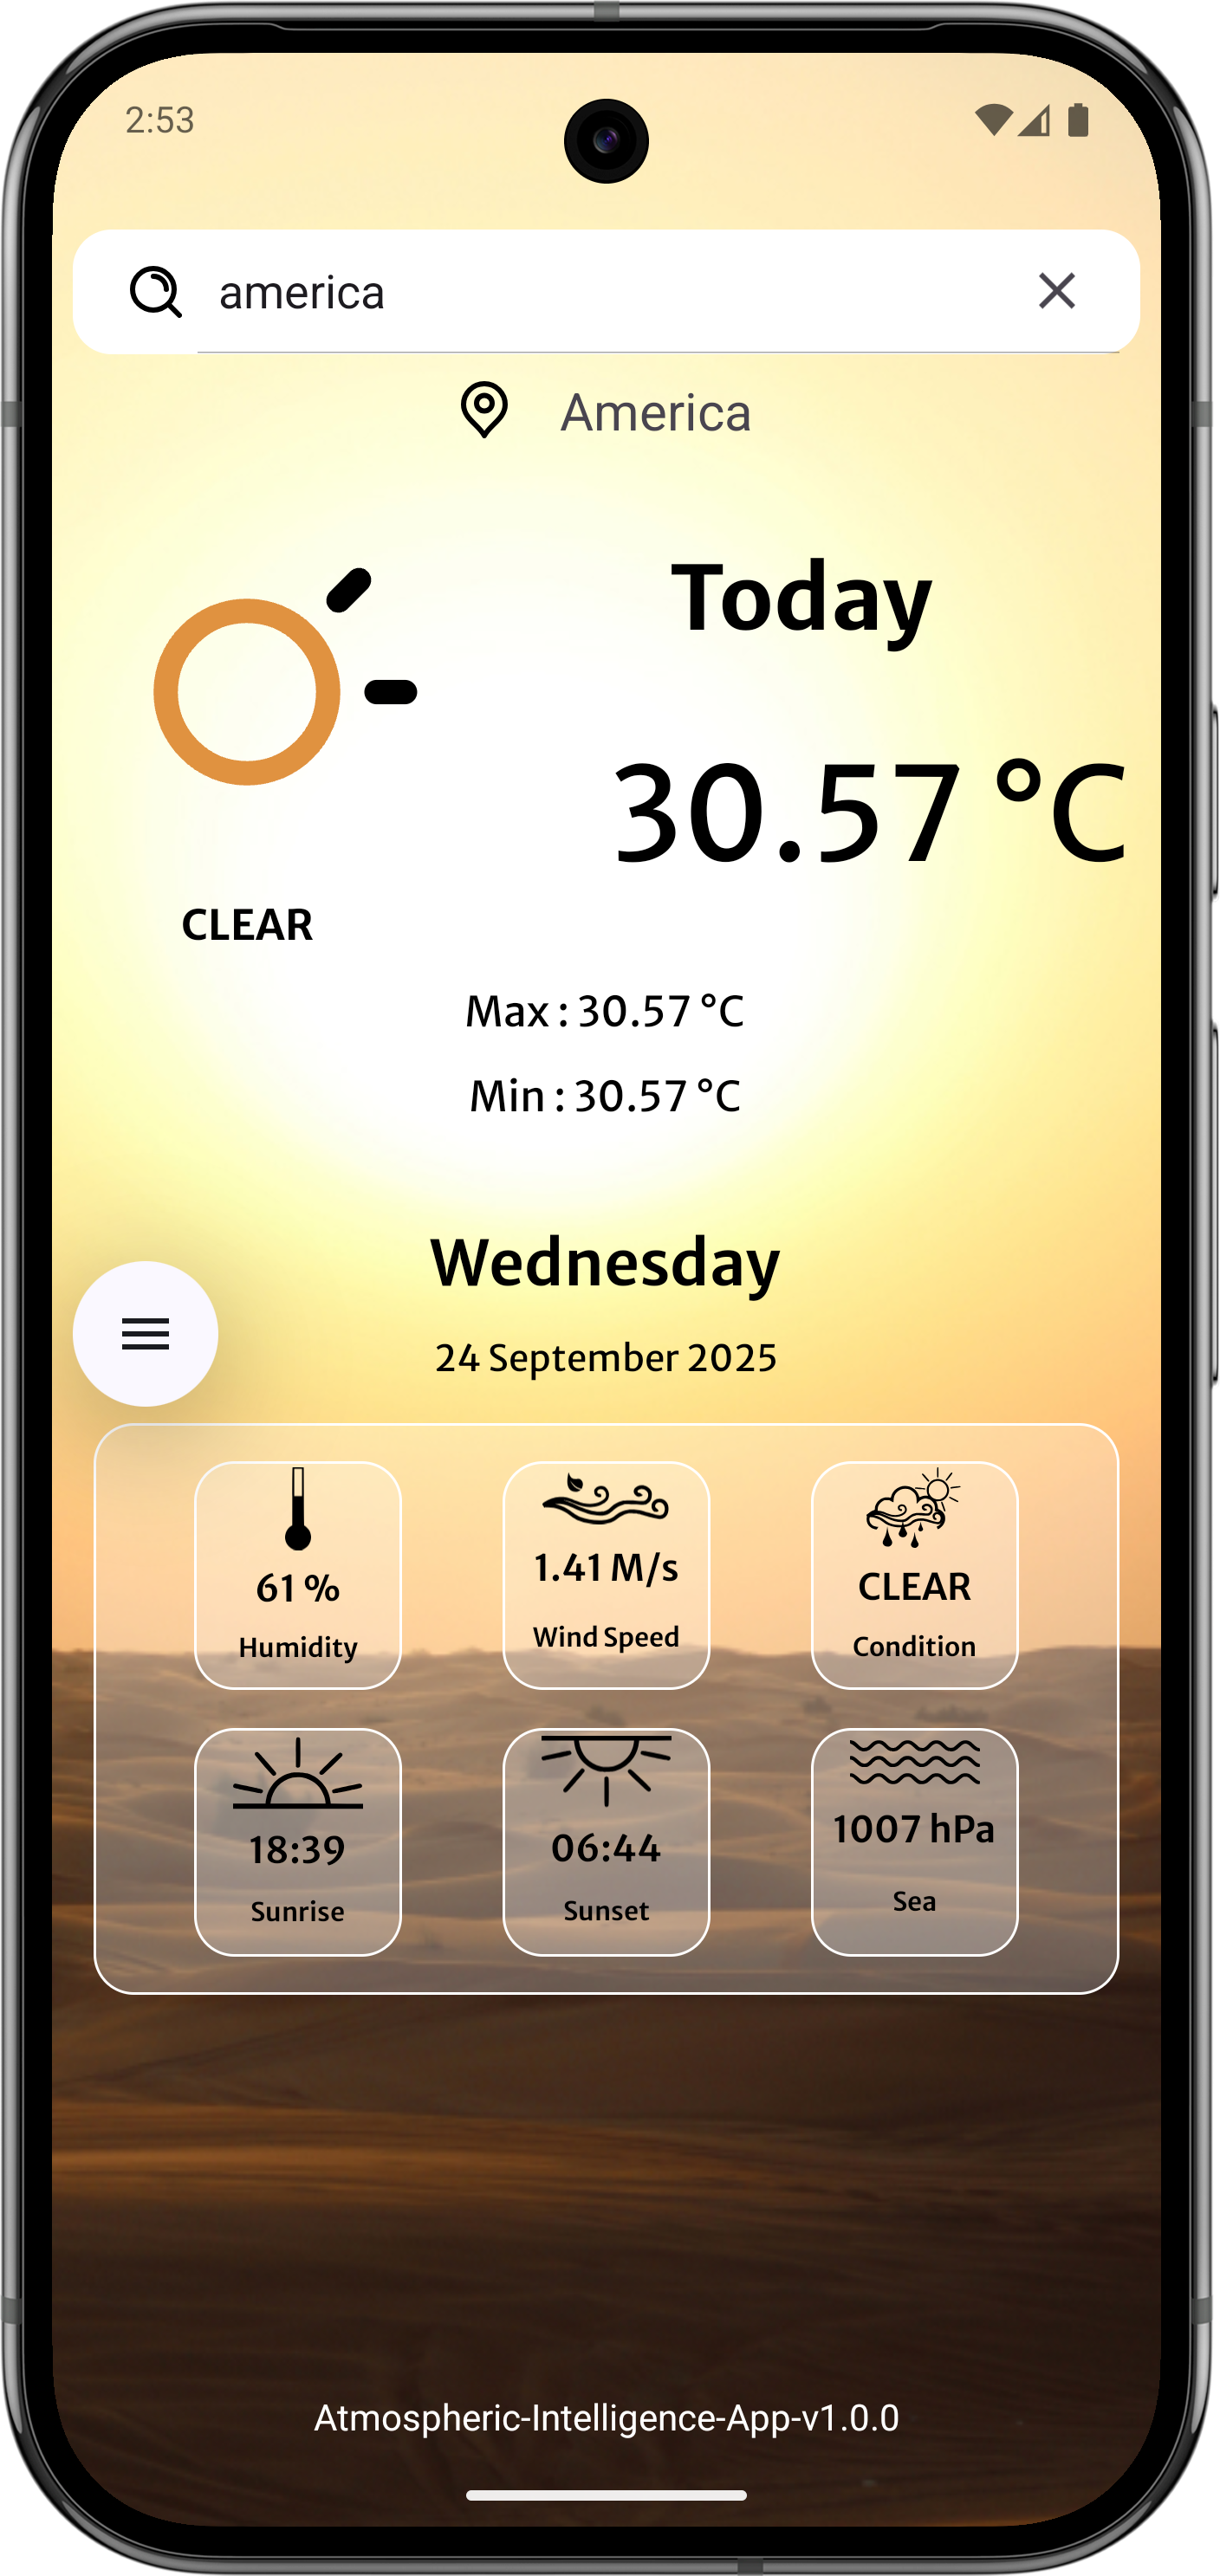 2:53
america
America
Today
30.57 °C
CLEAR
Max : 30.57 °C
Min : 30.57 °C
Wednesday
24 September 2025
61 %
Humidity
1.41 M/s
Wind Speed
CLEAR
Condition
18:39
Sunrise
06:44
Sunset
1007 hPa
Sea
Atmospheric-Intelligence-App-v1.0.0